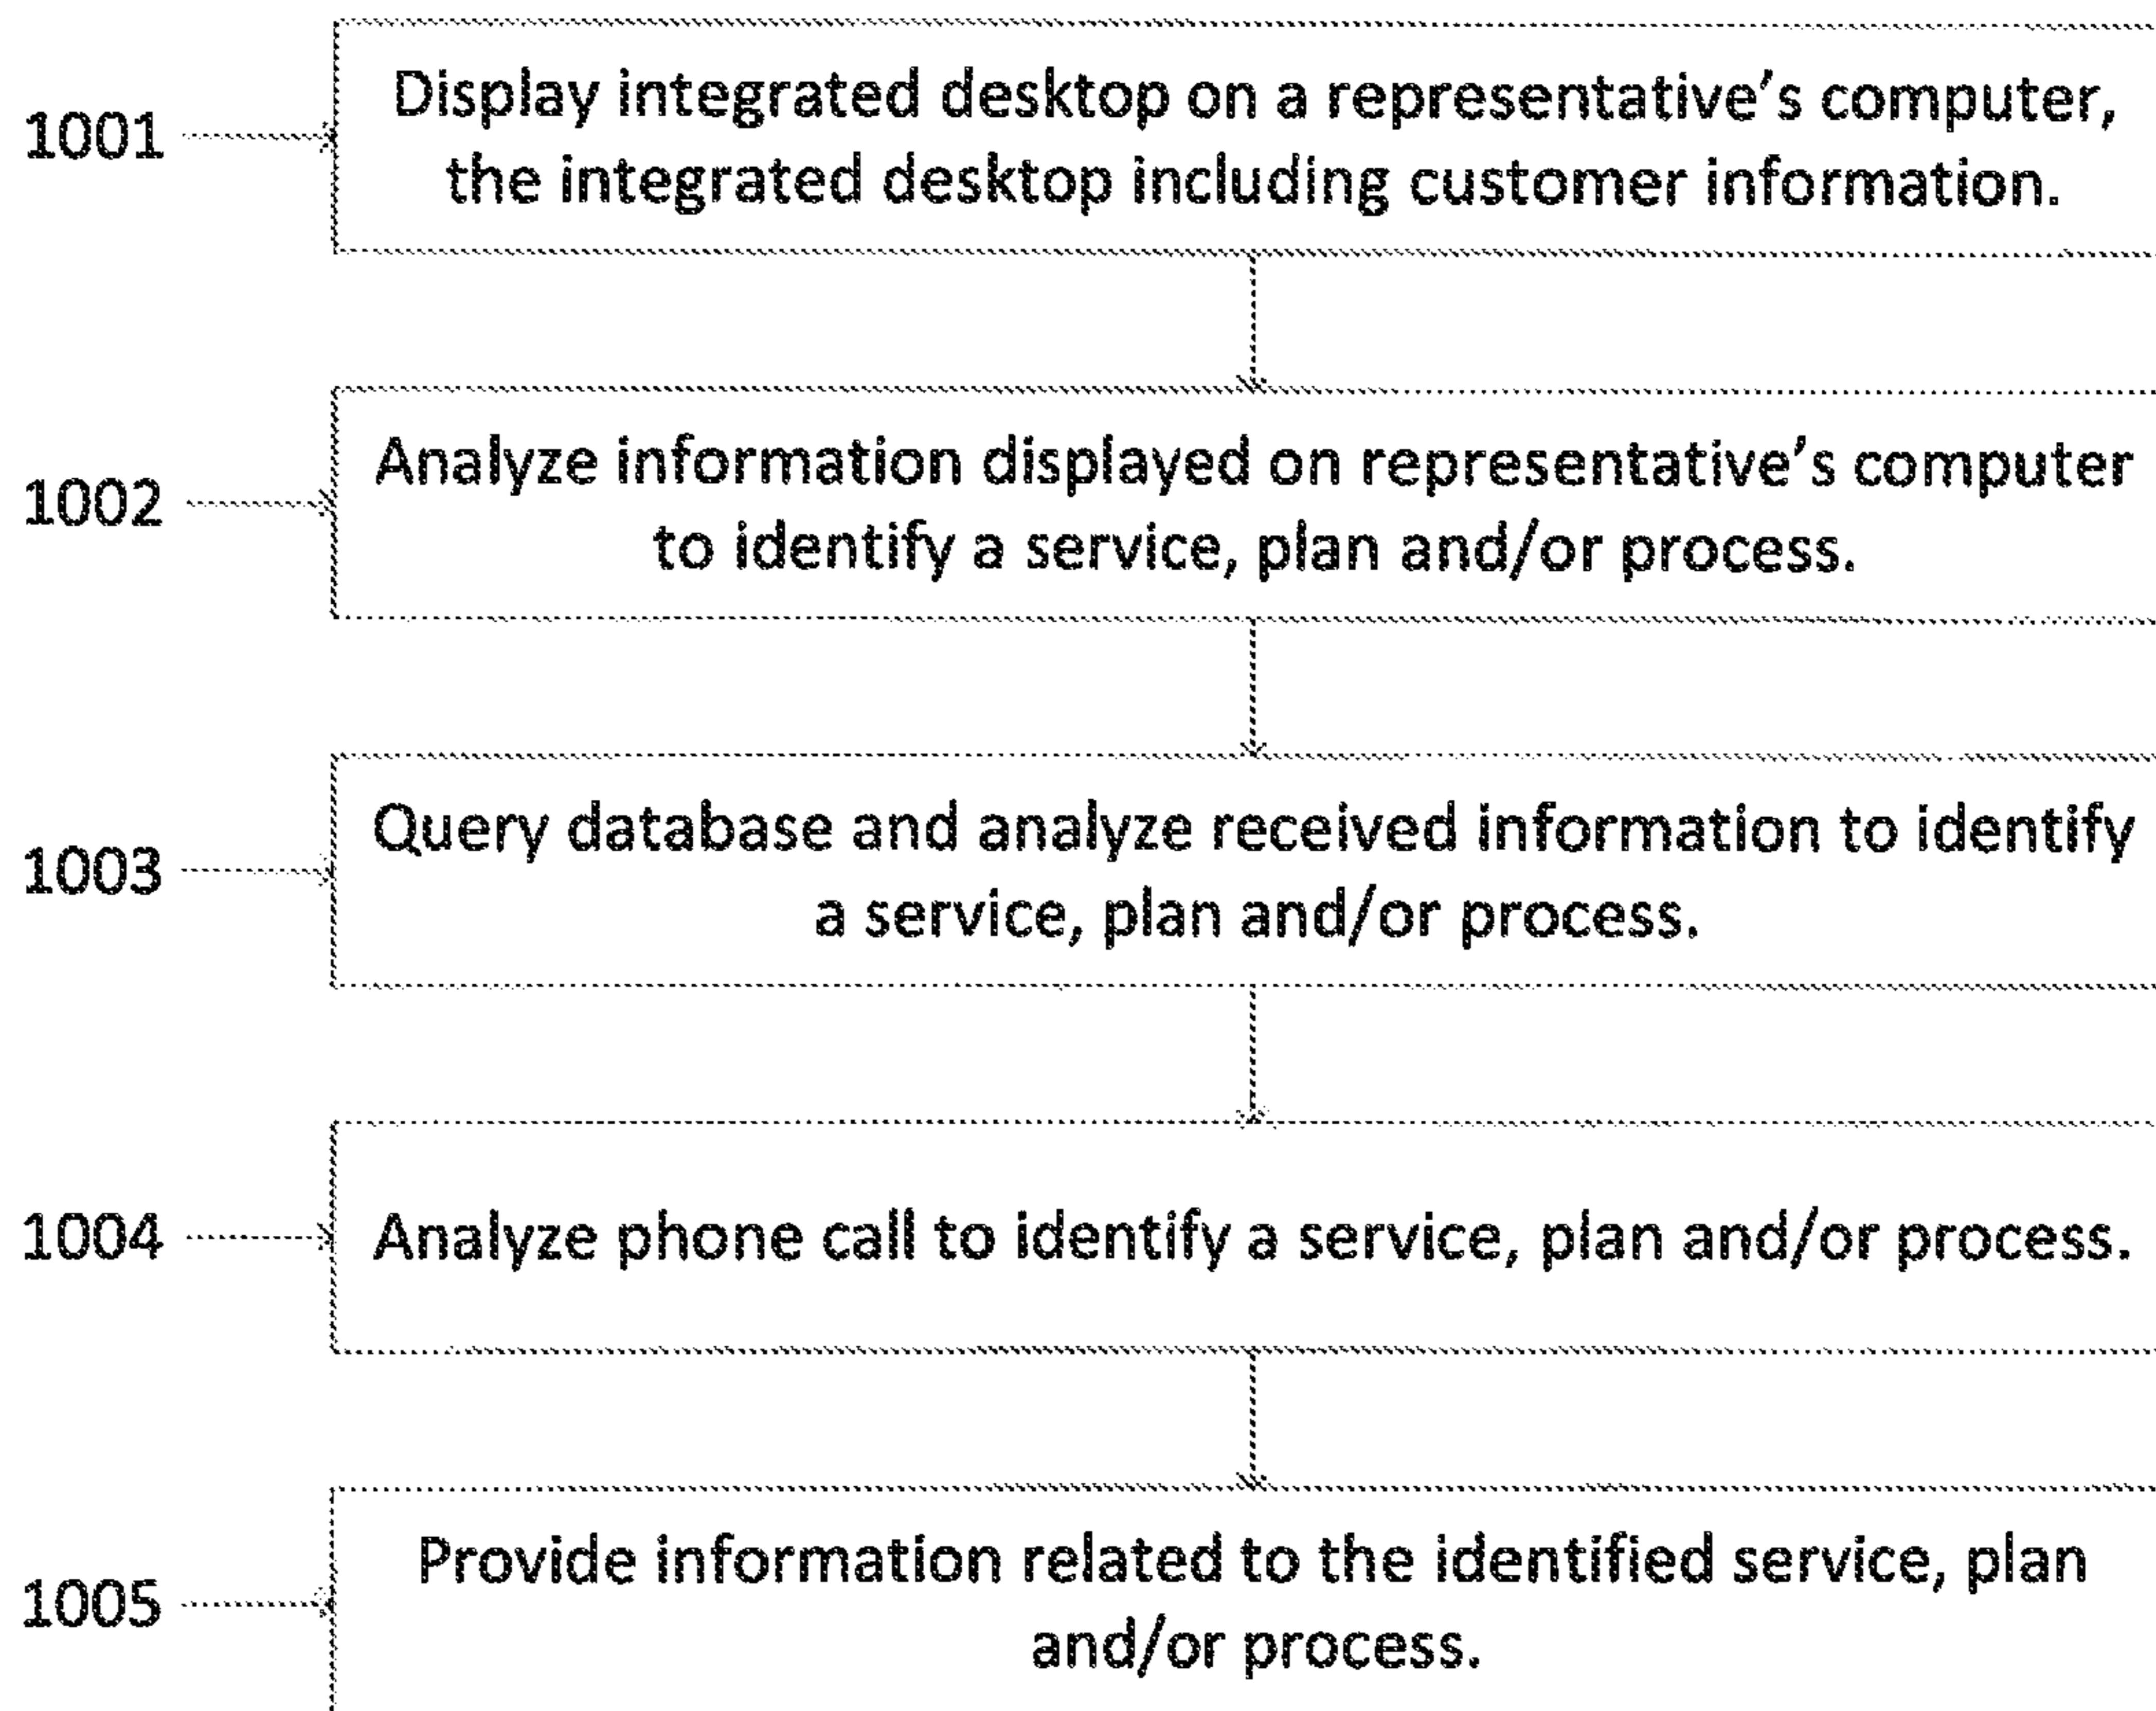 1001
Display integrated desktop on a representative's computer,
the integrated desktop including customer information.
1002
Analyze information displayed on representative's computer
to identify a service, plan and/or process.
1003
Query database and analyze received information to identify
a service, plan and/or process.
1004
Analyze phone call to identify a service, plan and/or process.
1005
Provide information related to the identified service, plan
and/or process.